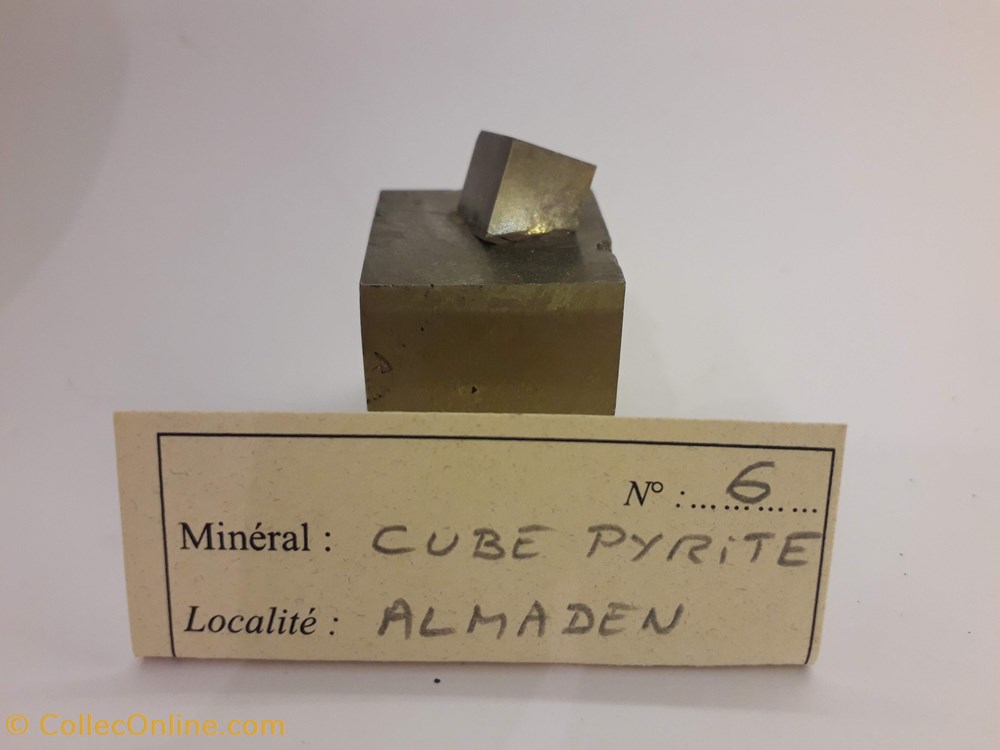 N° :....6........
Minéral : CUBE PYRiTE
Localité : ALMADEN
© CollecOnline.com